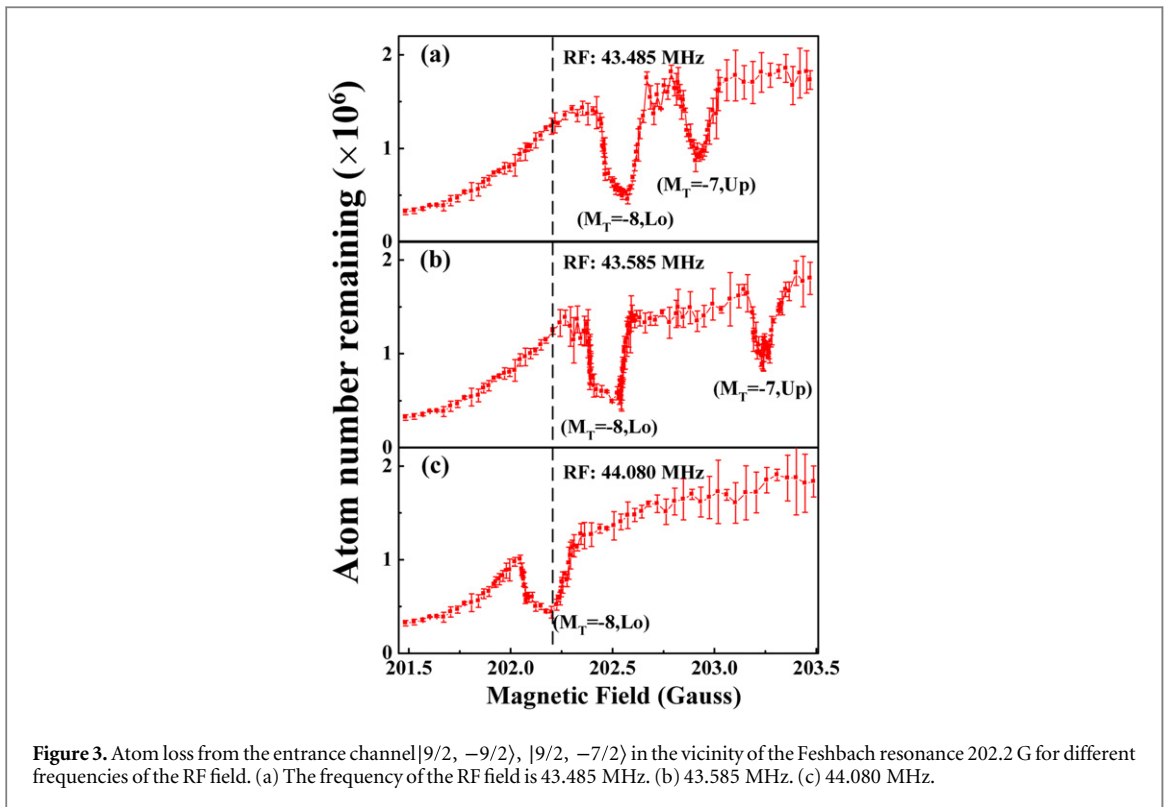 (a)
RF: 43.485 MHz
2
1
0
(M_T=-7,Up)
(M_T=-8,Lo)
(b)
RF: 43.585 MHz
2
1
0
(M_T=-7,Up)
(M_T=-8,Lo)
(c)
RF: 44.080 MHz
2
1
0
(M_T=-8,Lo)
Atom number remaining (×10⁶)
201.5 202.0 202.5 203.0 203.5
Magnetic Field (Gauss)
Figure 3. Atom loss from the entrance channel|9/2, −9/2⟩, |9/2, −7/2⟩ in the vicinity of the Feshbach resonance 202.2 G for different
frequencies of the RF field. (a) The frequency of the RF field is 43.485 MHz. (b) 43.585 MHz. (c) 44.080 MHz.